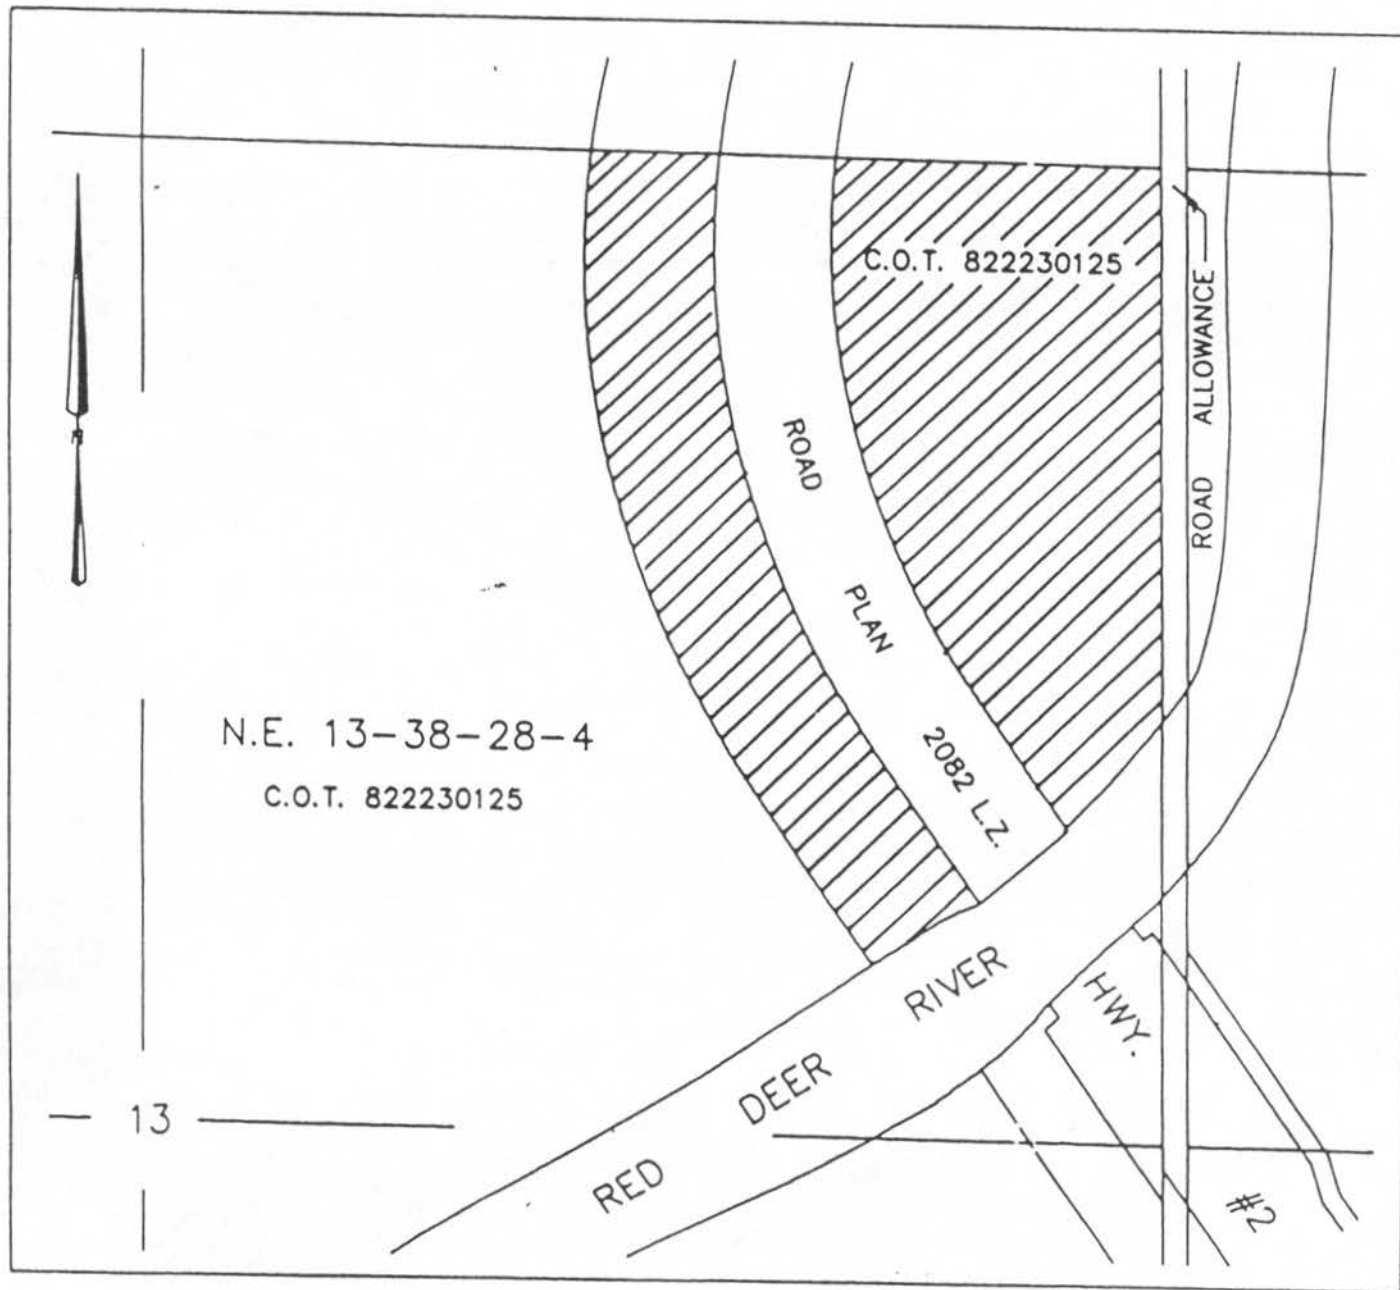 C.O.T. 822230125
ROAD ALLOWANCE
ROAD PLAN 2082 L.Z.
N.E. 13-38-28-4
C.O.T. 822230125
RED DEER RIVER
HWY. #2
13